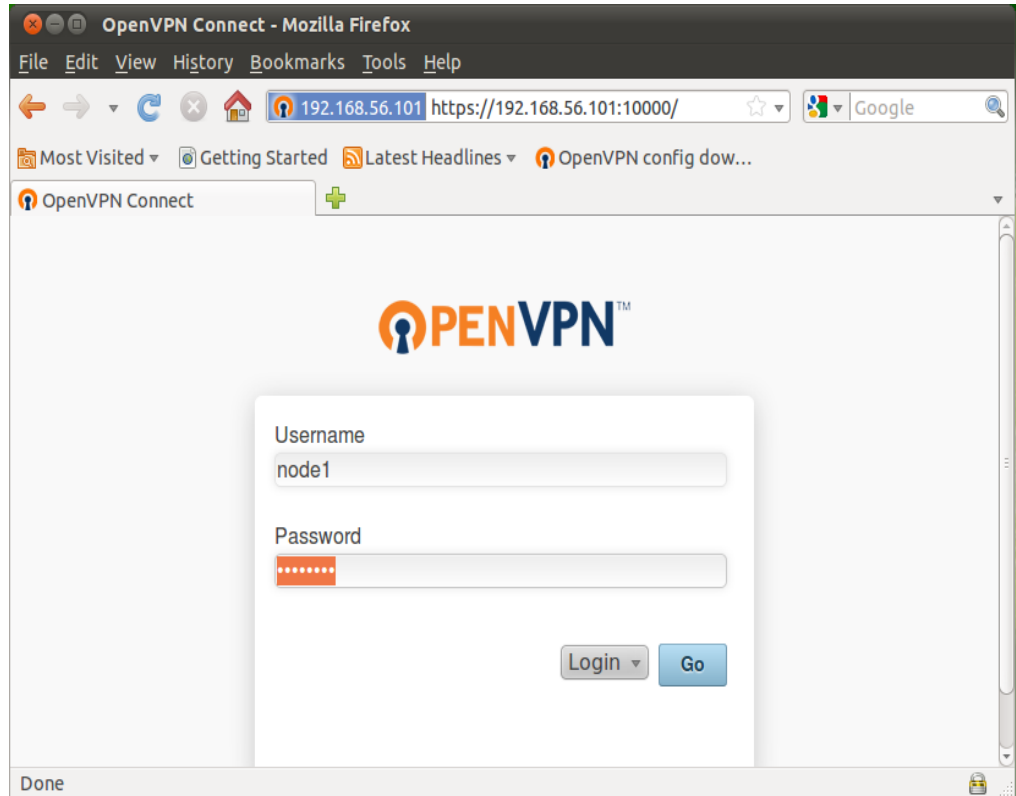 OpenVPN Connect - Mozilla Firefox
File Edit View History Bookmarks Tools Help
192.168.56.101 https://192.168.56.101:10000/ Google
Most Visited Getting Started Latest Headlines OpenVPN config dow...
OpenVPN Connect
OPENVPN™
Username
node1
Password
••••••••
Login Go
Done